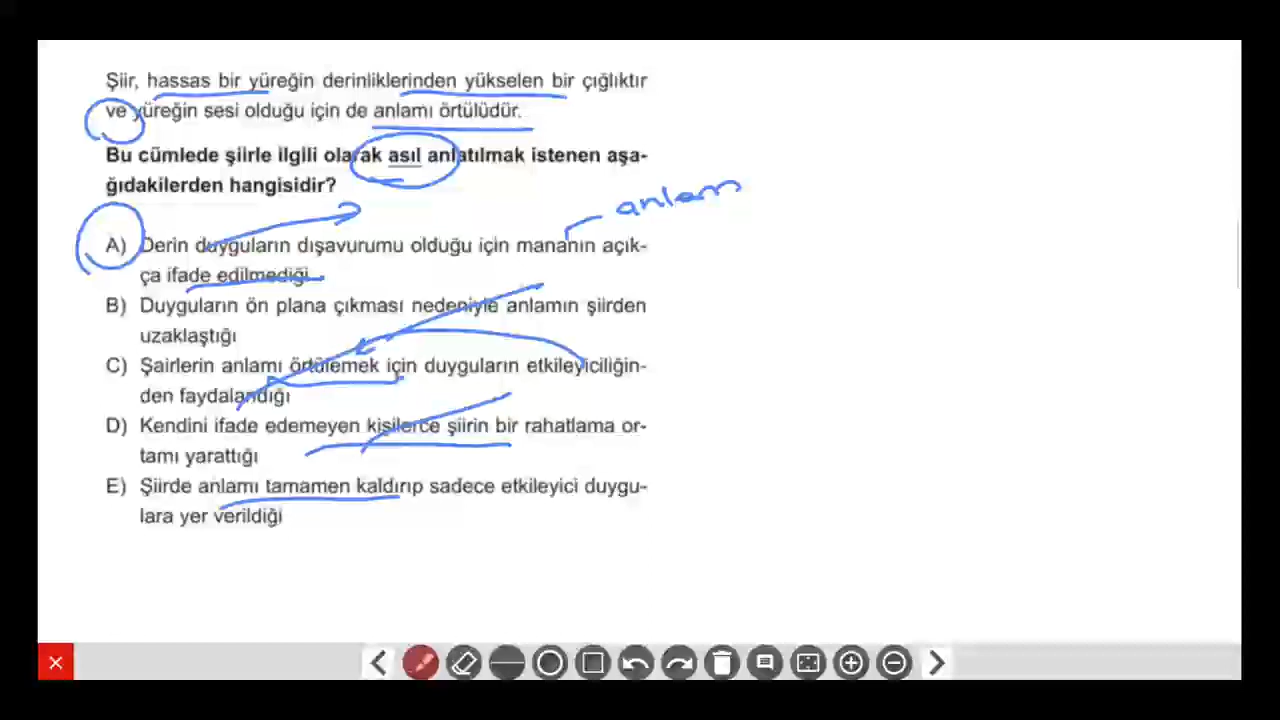 Şiir, hassas bir yüreğin derinliklerinden yükselen bir çığlıktır
ve yüreğin sesi olduğu için de anlamı örtülüdür.
Bu cümlede şiirle ilgili olarak asıl anlatılmak istenen aşa-
ğıdakilerden hangisidir?
anlam
A) Derin duyguların dışavurumu olduğu için mananın açık-
ça ifade edilmediği
B) Duyguların ön plana çıkması nedeniyle anlamın şiirden
uzaklaştığı
C) Şairlerin anlamı örtülemek için duyguların etkileyiciliğin-
den faydalandığı
D) Kendini ifade edemeyen kişilerce şiirin bir rahatlama or-
tamı yarattığı
E) Şiirde anlamı tamamen kaldırıp sadece etkileyici duygu-
lara yer verildiği